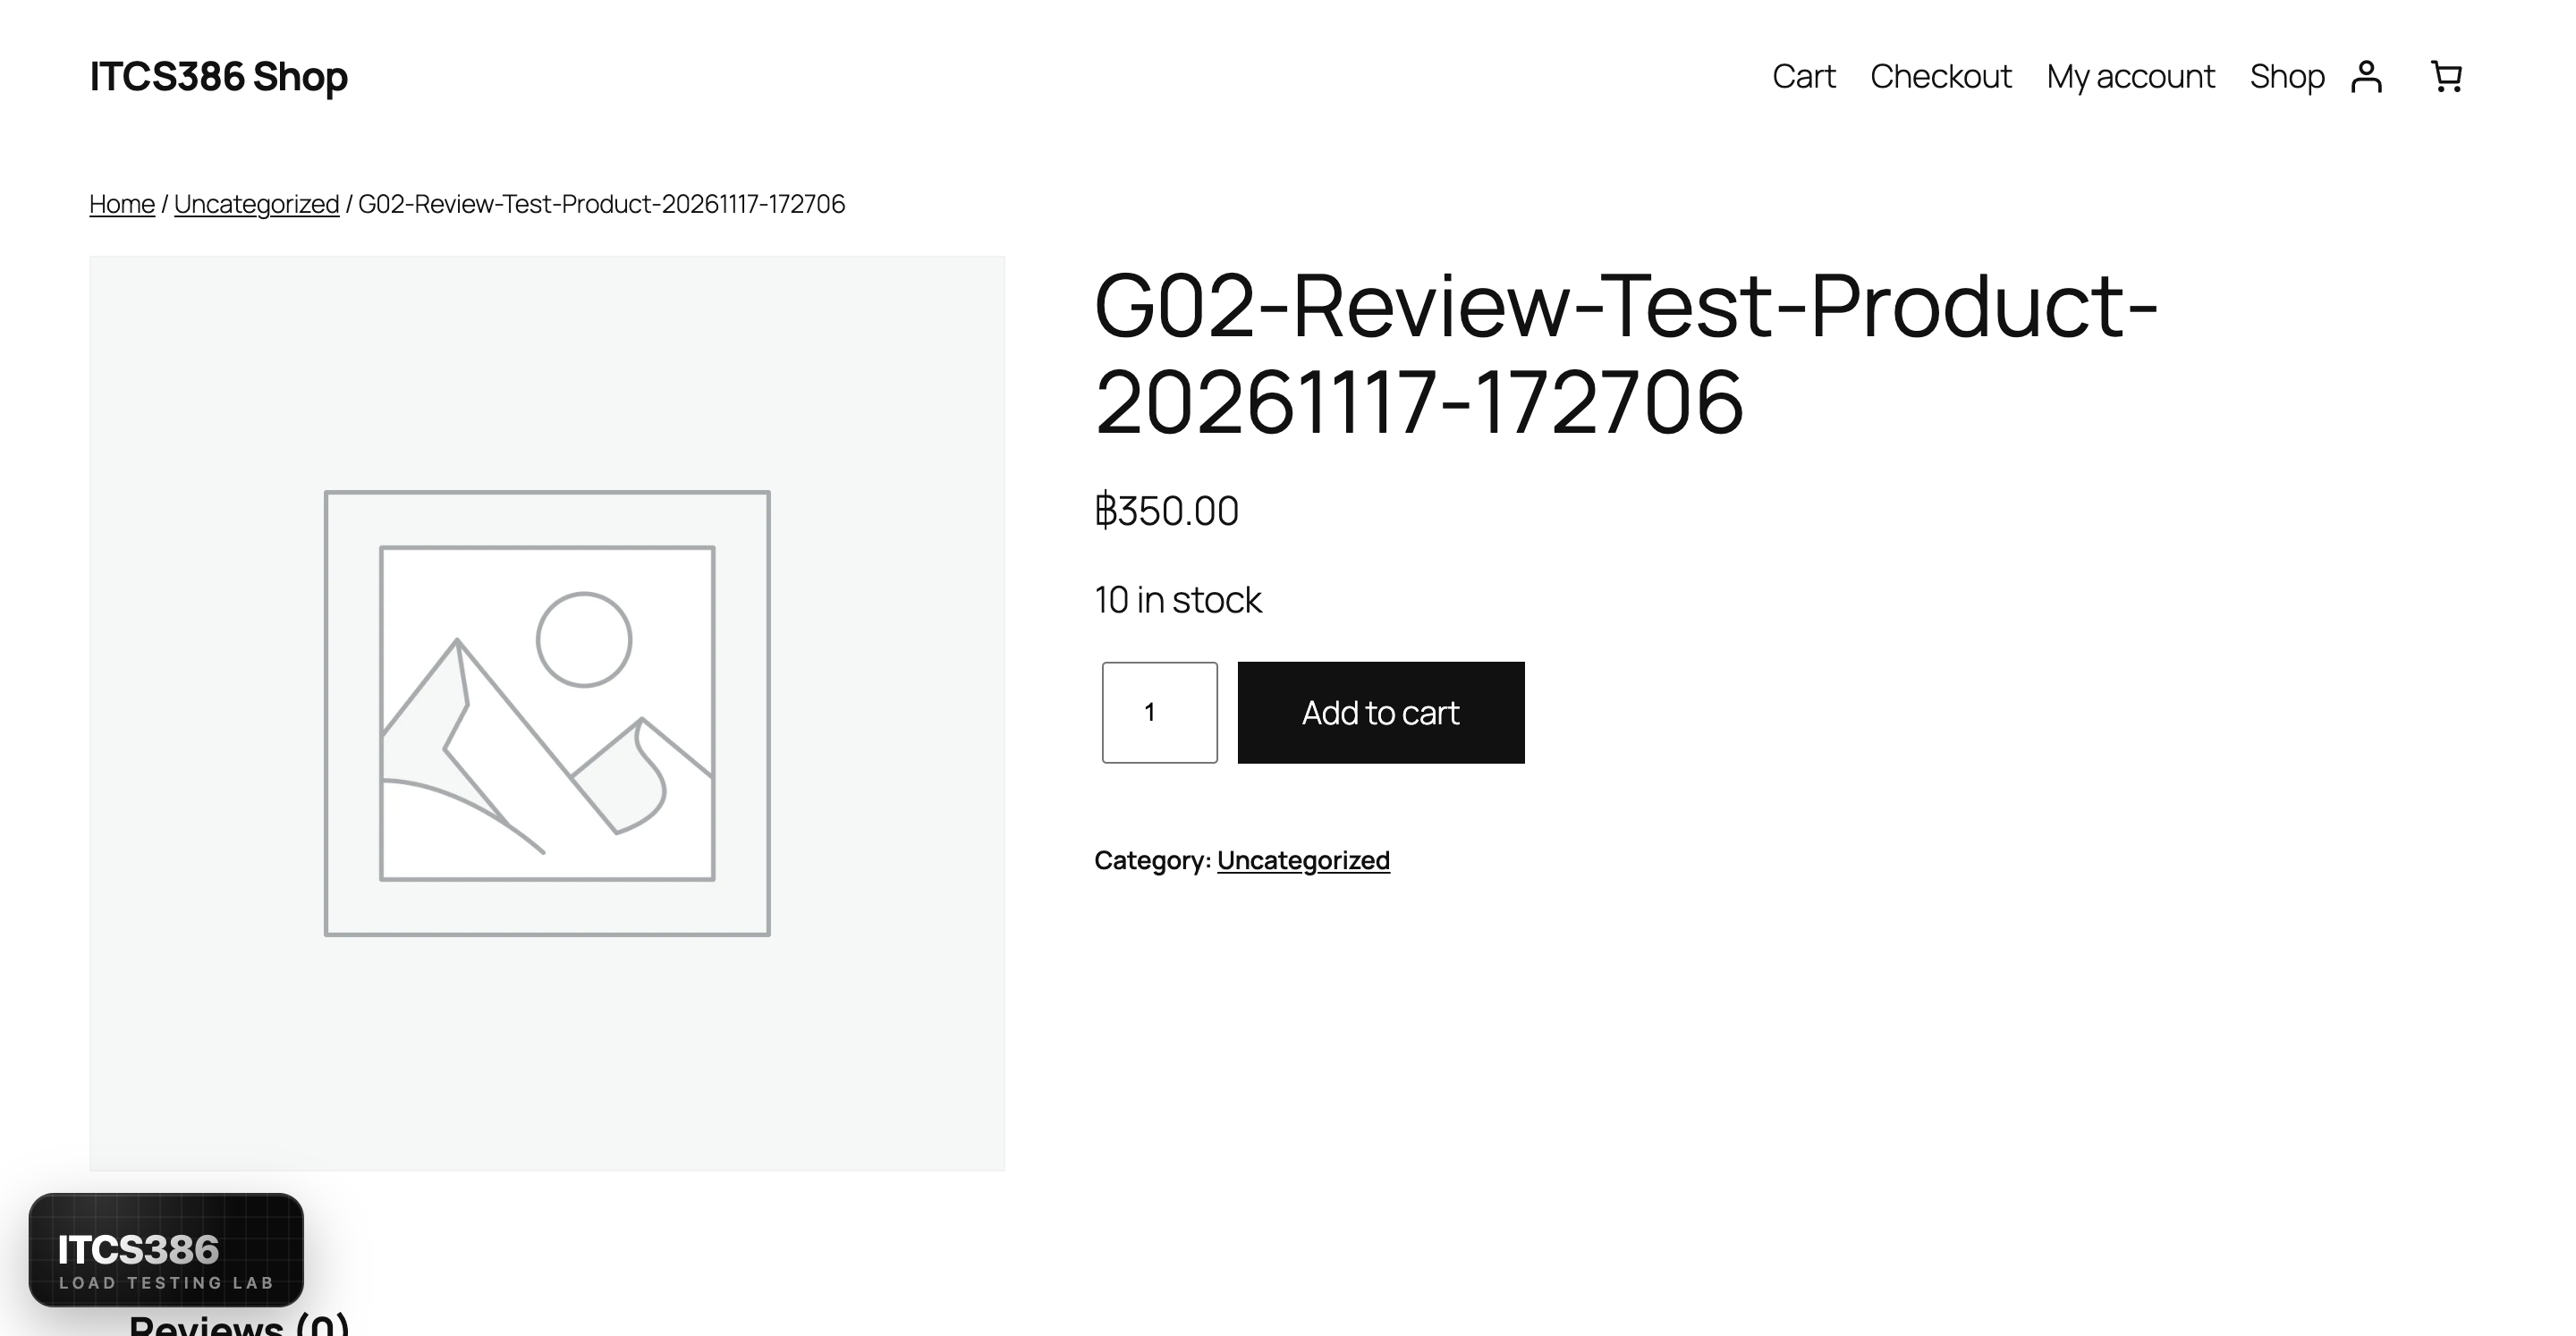 ITCS386 Shop
Cart Checkout My account Shop
Home / Uncategorized / G02-Review-Test-Product-20261117-172706
G02-Review-Test-Product-
20261117-172706
฿350.00
10 in stock
1
Add to cart
Category: Uncategorized
ITCS386
LOAD TESTING LAB
Reviews (0)